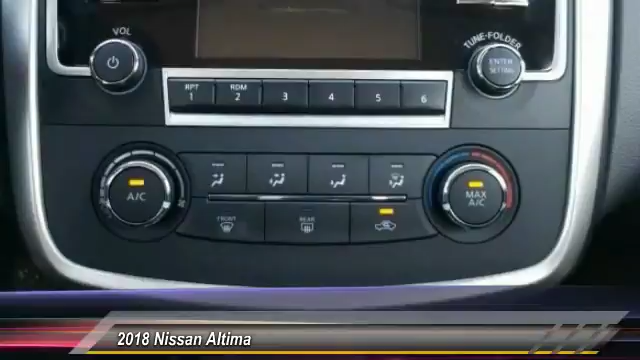 VOL
TUNE·FOLDER
ENTER
SETTING
RPT
1
RDM
2
3
4
5
6
A/C
MAX
A/C
FRONT
REAR
2018 Nissan Altima